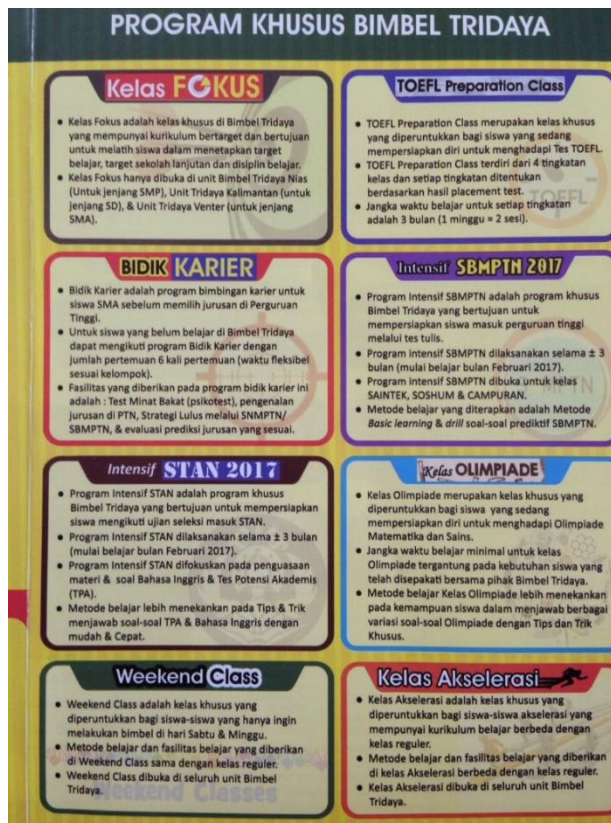 PROGRAM KHUSUS BIMBEL TRIDAYA
Kelas FOKUS
• Kelas Fokus adalah kelas khusus di Bimbel Tridaya
yang mempunyai kurikulum bertarget dan bertujuan
untuk melatih siswa dalam menetapkan target
belajar, target sekolah lanjutan dan disiplin belajar.
• Kelas Fokus hanya dibuka di unit Bimbel Tridaya Nias
(Untuk jenjang SMP), Unit Tridaya Kalimantan (untuk
jenjang SD), & Unit Tridaya Venter (untuk jenjang
SMA).
TOEFL Preparation Class
• TOEFL Preparation Class merupakan kelas khusus
yang diperuntukkan bagi siswa yang sedang
mempersiapkan diri untuk menghadapi Tes TOEFL.
• TOEFL Preparation Class terdiri dari 4 tingkatan
kelas dan setiap tingkatan ditentukan
berdasarkan hasil placement test.
• Jangka waktu belajar untuk setiap tingkatan
adalah 3 bulan (1 minggu = 2 sesi).
TOEFL
BIDIK KARIER
• Bidik Karier adalah program bimbingan karier untuk
siswa SMA sebelum memilih jurusan di Perguruan
Tinggi.
• Untuk siswa yang belum belajar di Bimbel Tridaya
dapat mengikuti program Bidik Karier dengan
jumlah pertemuan 6 kali pertemuan (waktu fleksibel
sesuai kelompok).
• Fasilitas yang diberikan pada program bidik karier ini
adalah : Test Minat Bakat (psikotest), pengenalan
jurusan di PTN, Strategi Lulus melalui SNMPTN/
SBMPTN, & evaluasi prediksi jurusan yang sesuai.
Intensif SBMPTN 2017
• Program Intensif SBMPTN adalah program khusus
Bimbel Tridaya yang bertujuan untuk
mempersiapkan siswa masuk perguruan tinggi
melalui tes tulis.
• Program intensif SBMPTN dilaksanakan selama ± 3
bulan (mulai belajar bulan Februari 2017).
• Program intensif SBMPTN dibuka untuk kelas
SAINTEK, SOSHUM & CAMPURAN.
• Metode belajar yang diterapkan adalah Metode
Basic learning & drill soal-soal prediktif SBMPTN.
Intensif STAN 2017
• Program Intensif STAN adalah program khusus
Bimbel Tridaya yang bertujuan untuk mempersiapkan
siswa mengikuti ujian seleksi masuk STAN.
• Program Intensif STAN dilaksanakan selama ± 3 bulan
(mulai belajar bulan Februari 2017).
• Program Intensif STAN difokuskan pada penguasaan
materi & soal Bahasa Inggris & Tes Potensi Akademis
(TPA).
• Metode belajar lebih menekankan pada Tips & Trik
menjawab soal-soal TPA & Bahasa Inggris dengan
mudah & Cepat.
Kelas OLIMPIADE
• Kelas Olimpiade merupakan kelas khusus yang
diperuntukkan bagi siswa yang sedang
mempersiapkan diri untuk menghadapi Olimpiade
Matematika dan Sains.
• Jangka waktu belajar minimal untuk kelas
Olimpiade tergantung pada kebutuhan siswa yang
telah disepakati bersama pihak Bimbel Tridaya.
• Metode belajar Kelas Olimpiade lebih menekankan
pada kemampuan siswa dalam menjawab berbagai
variasi soal-soal Olimpiade dengan Tips dan Trik
Khusus.
Weekend Class
• Weekend Class adalah kelas khusus yang
diperuntukkan bagi siswa-siswa yang hanya ingin
melakukan bimbel di hari Sabtu & Minggu.
• Metode belajar dan fasilitas belajar yang diberikan
di Weekend Class sama dengan kelas reguler.
• Weekend Class dibuka di seluruh unit Bimbel
Tridaya.
Weekend Classes
Kelas Akselerasi
• Kelas Akselerasi adalah kelas khusus yang
diperuntukkan bagi siswa-siswa akselerasi yang
mempunyai kurikulum belajar berbeda dengan
kelas reguler.
• Metode belajar dan fasilitas belajar yang diberikan
di kelas Akselerasi berbeda dengan kelas reguler.
• Kelas Akselerasi dibuka di seluruh unit Bimbel
Tridaya.